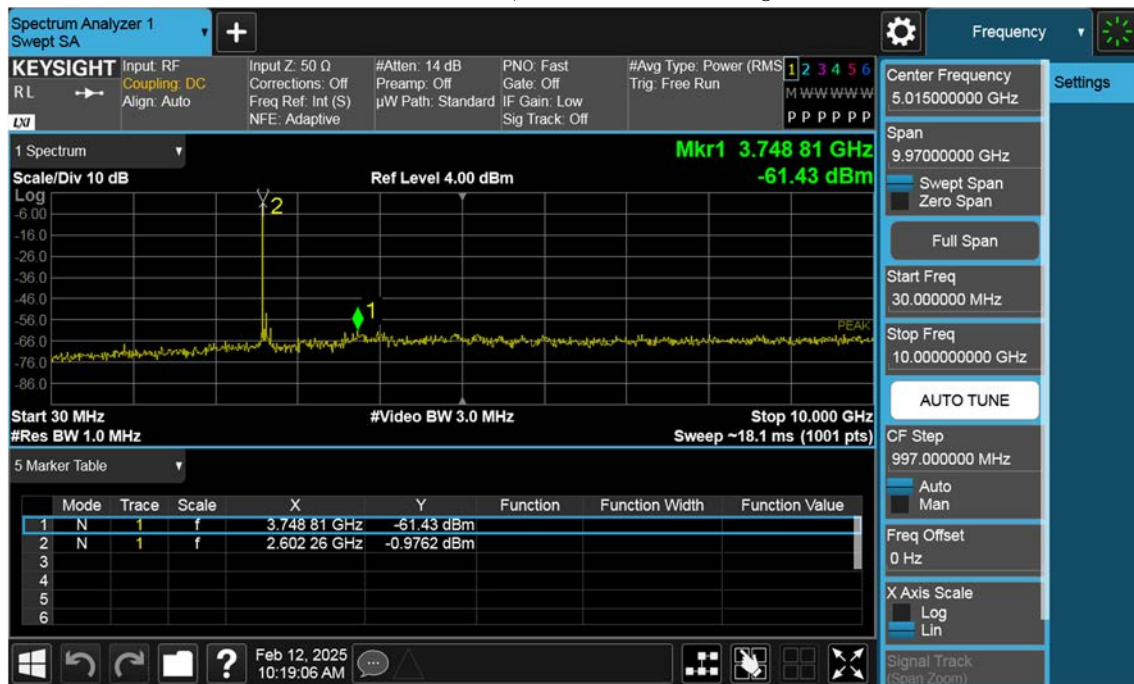 Spectrum Analyzer 1
Swept SA
+
Frequency
KEYSIGHT
RL
LXI
Input: RF
Coupling: DC
Align: Auto
Input Z: 50 Ω
Corrections: Off
Freq Ref: Int (S)
NFE: Adaptive
#Atten: 14 dB
Preamp: Off
µW Path: Standard
PNO: Fast
Gate: Off
IF Gain: Low
Sig Track: Off
#Avg Type: Power (RMS
Trig: Free Run
1 2 3 4 5 6
M W W W W W
P P P P P P
1 Spectrum
Mkr1 3.748 81 GHz
Scale/Div 10 dB
Ref Level 4.00 dBm
-61.43 dBm
Log
2
-6.00
-16.0
-26.0
-36.0
-46.0
1
-56.0
PEAK
-66.0
-76.0
-86.0
Start 30 MHz
#Video BW 3.0 MHz
Stop 10.000 GHz
#Res BW 1.0 MHz
Sweep ~18.1 ms (1001 pts)
5 Marker Table
Mode Trace Scale X Y Function Function Width Function Value
1 N 1 f 3.748 81 GHz -61.43 dBm
2 N 1 f 2.602 26 GHz -0.9762 dBm
3
4
5
6
?
Feb 12, 2025
10:19:06 AM
Center Frequency
5.015000000 GHz
Span
9.97000000 GHz
Swept Span
Zero Span
Full Span
Start Freq
30.000000 MHz
Stop Freq
10.000000000 GHz
AUTO TUNE
CF Step
997.000000 MHz
Auto
Man
Freq Offset
0 Hz
X Axis Scale
Log
Lin
Signal Track
(Span Zoom)
Settings